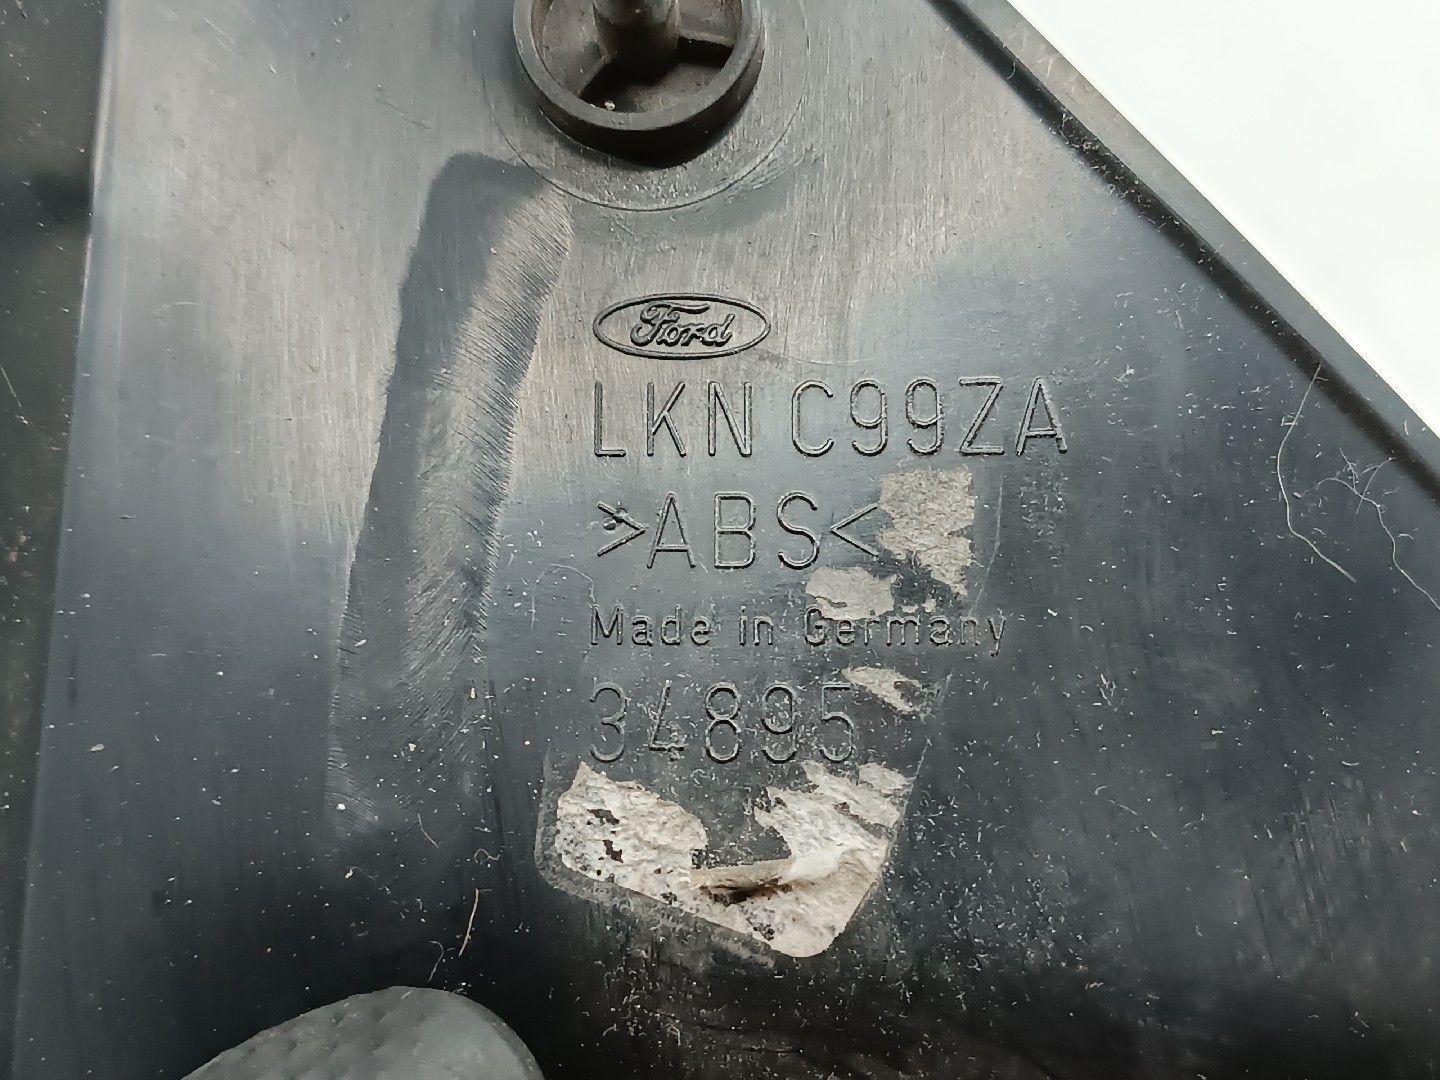 Ford
LKN C99ZA
>ABS<
Made in Germany
34895